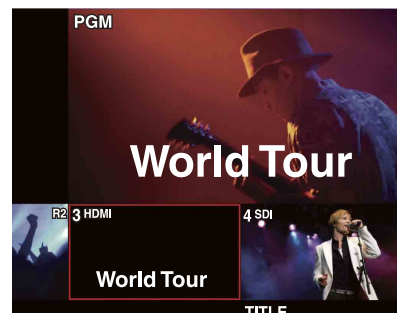 PGM
World Tour
R2
3 HDMI
4 SDI
World Tour
TITLE